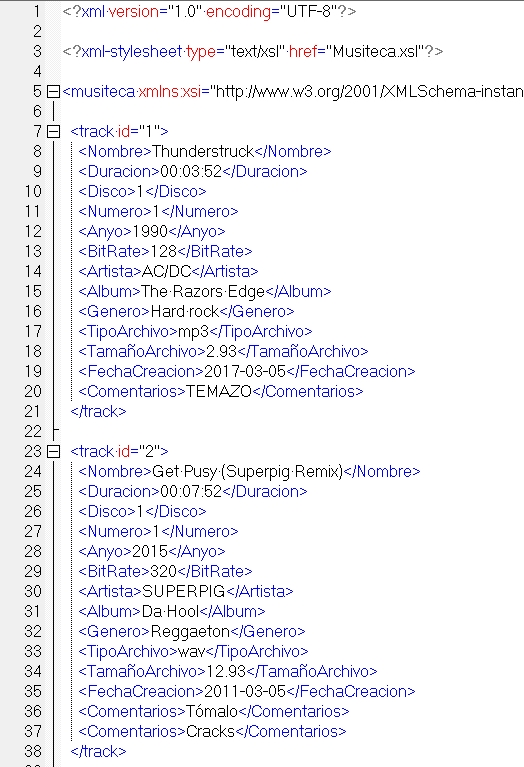 1 <?xml version="1.0" encoding="UTF-8"?>
2
3 <?xml-stylesheet type="text/xsl" href="Musiteca.xsl"?>
4
5 <musiteca xmlns:xsi="http://www.w3.org/2001/XMLSchema-instan
6
7 <track id="1">
8 <Nombre>Thunderstruck</Nombre>
9 <Duracion>00:03:52</Duracion>
10 <Disco>1</Disco>
11 <Numero>1</Numero>
12 <Anyo>1990</Anyo>
13 <BitRate>128</BitRate>
14 <Artista>AC/DC</Artista>
15 <Album>The Razors Edge</Album>
16 <Genero>Hard rock</Genero>
17 <TipoArchivo>mp3</TipoArchivo>
18 <TamañoArchivo>2.93</TamañoArchivo>
19 <FechaCreacion>2017-03-05</FechaCreacion>
20 <Comentarios>TEMAZO</Comentarios>
21 </track>
22
23 <track id="2">
24 <Nombre>Get Pusy (Superpig Remix)</Nombre>
25 <Duracion>00:07:52</Duracion>
26 <Disco>1</Disco>
27 <Numero>1</Numero>
28 <Anyo>2015</Anyo>
29 <BitRate>320</BitRate>
30 <Artista>SUPERPIG</Artista>
31 <Album>Da Hool</Album>
32 <Genero>Reggaeton</Genero>
33 <TipoArchivo>wav</TipoArchivo>
34 <TamañoArchivo>12.93</TamañoArchivo>
35 <FechaCreacion>2011-03-05</FechaCreacion>
36 <Comentarios>Tómalo</Comentarios>
37 <Comentarios>Cracks</Comentarios>
38 </track>